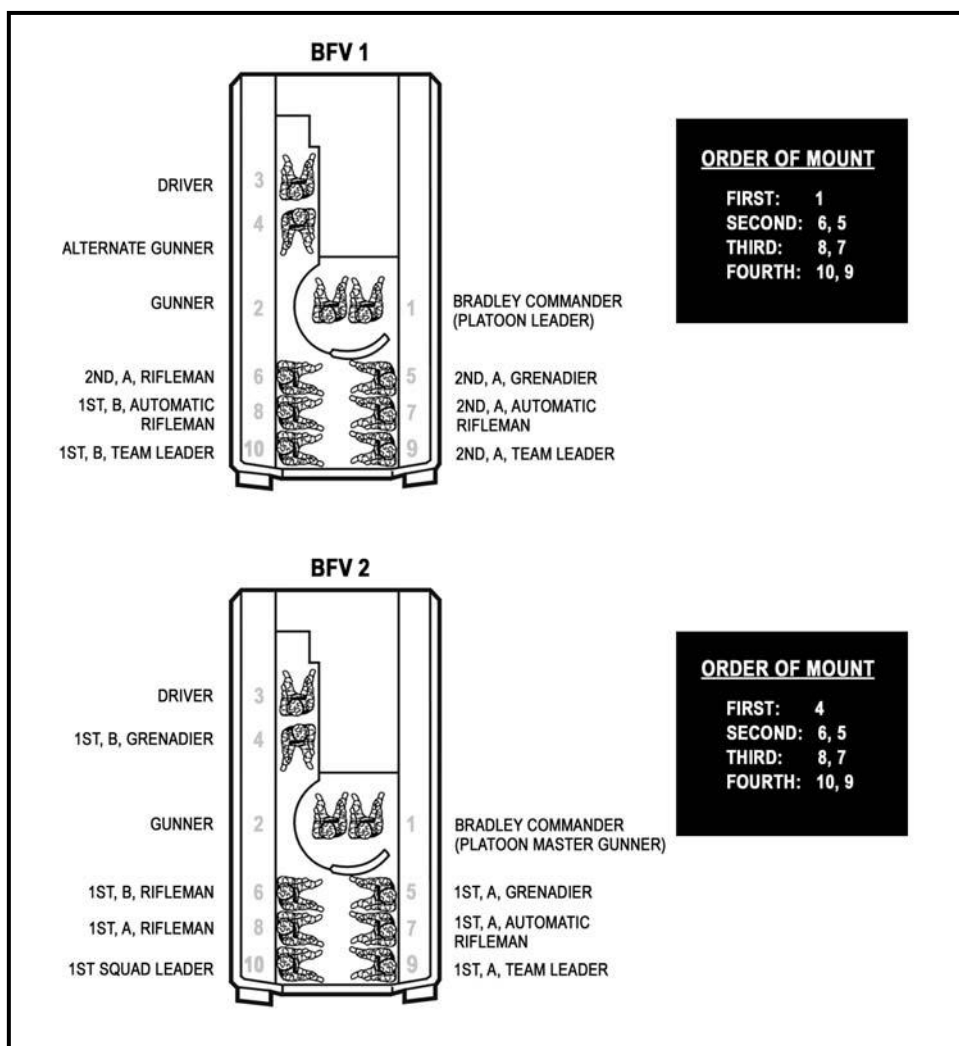 BFV 1
DRIVER
3
4
ALTERNATE GUNNER
GUNNER
2
1
BRADLEY COMMANDER
(PLATOON LEADER)
2ND, A, RIFLEMAN
6
5
2ND, A, GRENADIER
1ST, B, AUTOMATIC
RIFLEMAN
8
7
2ND, A, AUTOMATIC
RIFLEMAN
1ST, B, TEAM LEADER
10
9
2ND, A, TEAM LEADER
ORDER OF MOUNT
FIRST: 1
SECOND: 6, 5
THIRD: 8, 7
FOURTH: 10, 9
BFV 2
DRIVER
3
1ST, B, GRENADIER
4
GUNNER
2
1
BRADLEY COMMANDER
(PLATOON MASTER GUNNER)
1ST, B, RIFLEMAN
6
5
1ST, A, GRENADIER
1ST, A, RIFLEMAN
8
7
1ST, A, AUTOMATIC
RIFLEMAN
1ST SQUAD LEADER
10
9
1ST, A, TEAM LEADER
ORDER OF MOUNT
FIRST: 4
SECOND: 6, 5
THIRD: 8, 7
FOURTH: 10, 9